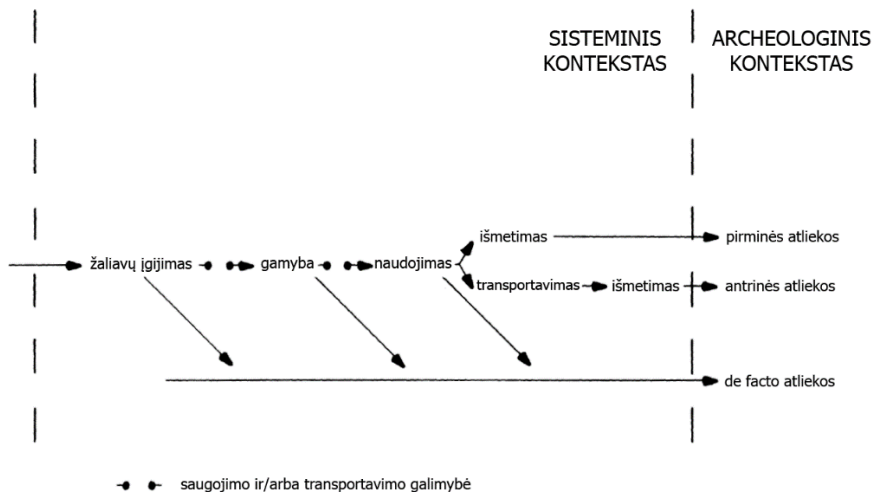 SISTEMINIS
KONTEKSTAS
ARCHEOLOGINIS
KONTEKSTAS
išmetimas
pirminės atliekos
žaliavų įgijimas
gamyba
naudojimas
transportavimas
išmetimas
antrinės atliekos
de facto atliekos
saugojimo ir/arba transportavimo galimybė